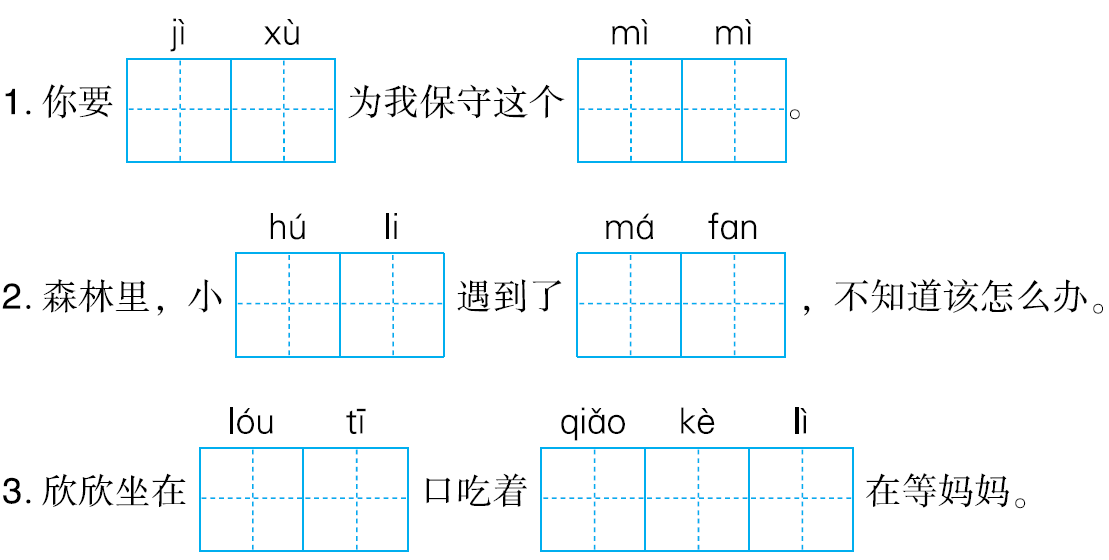 jì xù mì mì
1. 你要 为我保守这个 。
hú li má fan
2. 森林里，小 遇到了 ，不知道该怎么办。
lóu tī qiǎo kè lì
3. 欣欣坐在 口吃着 在等妈妈。